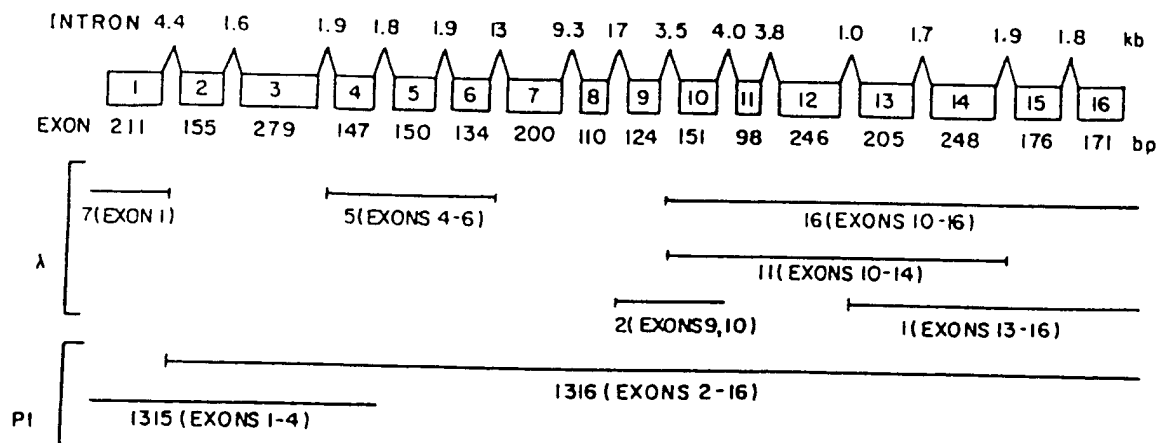 INTRON 4.4 1.6 1.9 1.8 1.9 13 9.3 17 3.5 4.0 3.8 1.0 1.7 1.9 1.8 kb
1 2 3 4 5 6 7 8 9 10 11 12 13 14 15 16
EXON 211 155 279 147 150 134 200 110 124 151 98 246 205 248 176 171 bp
7(EXON 1) 5(EXONS 4-6) 16(EXONS 10-16)
λ
11(EXONS 10-14)
2(EXONS 9,10) 1(EXONS 13-16)
1316 (EXONS 2-16)
P1 1315 (EXONS 1-4)